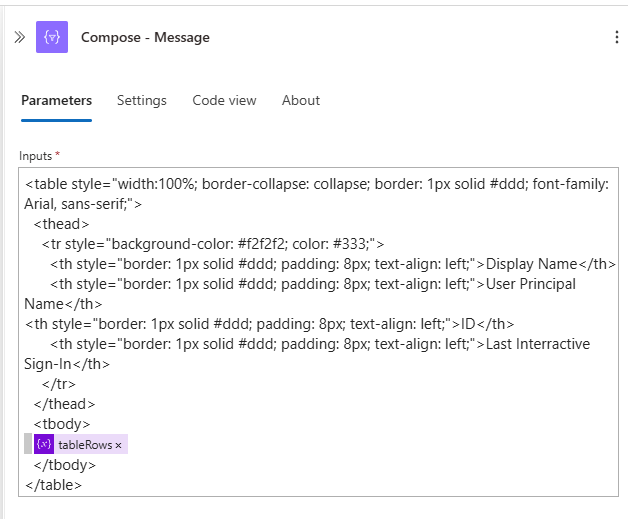 Compose - Message
Parameters Settings Code view About
Inputs *
<table style="width:100%; border-collapse: collapse; border: 1px solid #ddd; font-family:
Arial, sans-serif;">
<thead>
<tr style="background-color: #f2f2f2; color: #333;">
<th style="border: 1px solid #ddd; padding: 8px; text-align: left;">Display Name</th>
<th style="border: 1px solid #ddd; padding: 8px; text-align: left;">User Principal
Name</th>
<th style="border: 1px solid #ddd; padding: 8px; text-align: left;">ID</th>
<th style="border: 1px solid #ddd; padding: 8px; text-align: left;">Last Interractive
Sign-In</th>
</tr>
</thead>
<tbody>
{x} tableRows ×
</tbody>
</table>